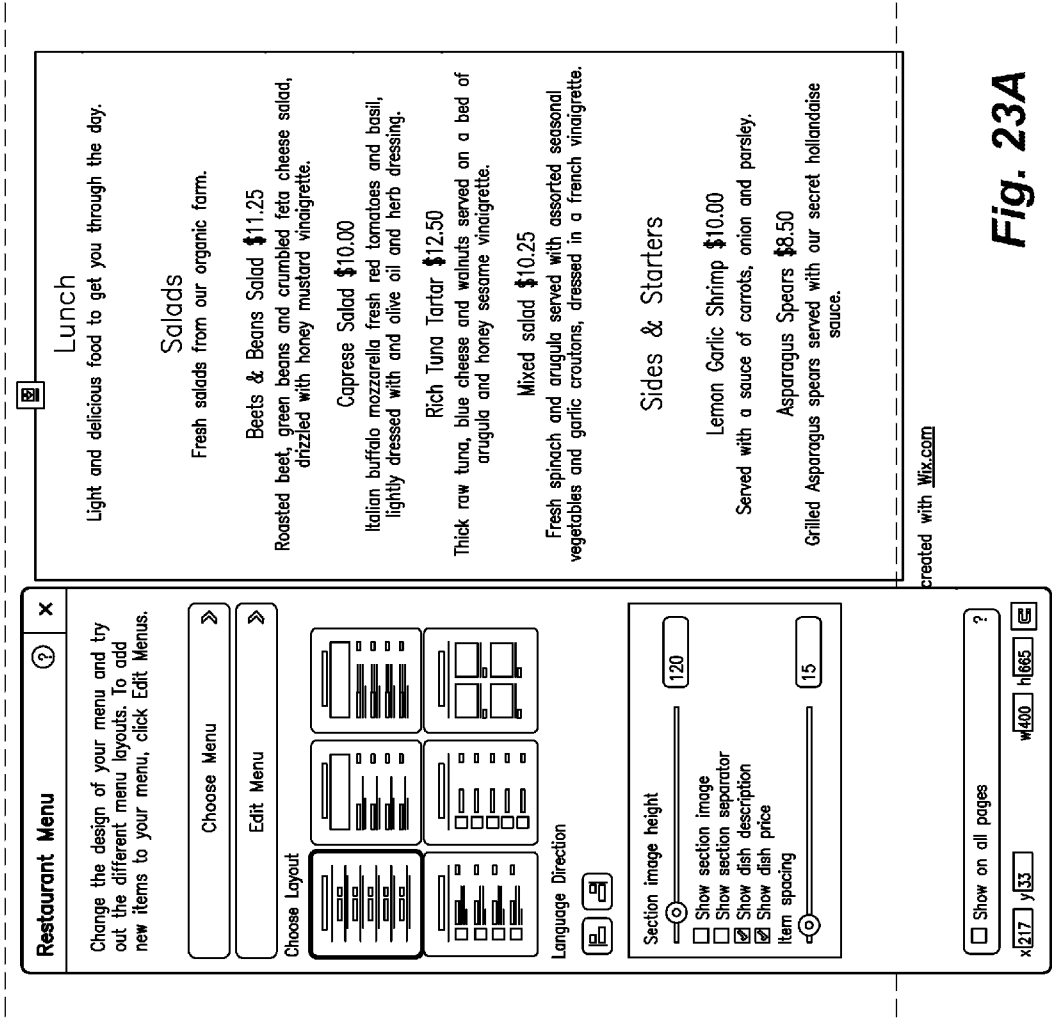 Restaurant Menu ? ×
Change the design of your menu and try
out the different menu layouts. To add
new items to your menu, click Edit Menus.
Choose Menu »
Edit Menu »
Choose Layout
Language Direction
Section image height
120
Show section image
Show section separator
Show dish description
Show dish price
Item spacing
15
Show on all pages ?
x 217 y 33 w 400 h 665
Lunch
Light and delicious food to get you through the day.
Salads
Fresh salads from our organic farm.
Beets & Beans Salad $11.25
Roasted beet, green beans and crumbled feta cheese salad,
drizzled with honey mustard vinaigrette.
Caprese Salad $10.00
Italian buffalo mozzarella fresh red tomatoes and basil,
lightly dressed with and olive oil and herb dressing.
Rich Tuna Tartar $12.50
Thick raw tuna, blue cheese and walnuts served on a bed of
arugula and honey sesame vinaigrette.
Mixed salad $10.25
Fresh spinach and arugula served with assorted seasonal
vegetables and garlic croutons, dressed in a french vinaigrette.
Sides & Starters
Lemon Garlic Shrimp $10.00
Served with a sauce of carrots, onion and parsley.
Asparagus Spears $8.50
Grilled Asparagus spears served with our secret hollandaise
sauce.
created with Wix.com
Fig. 23A